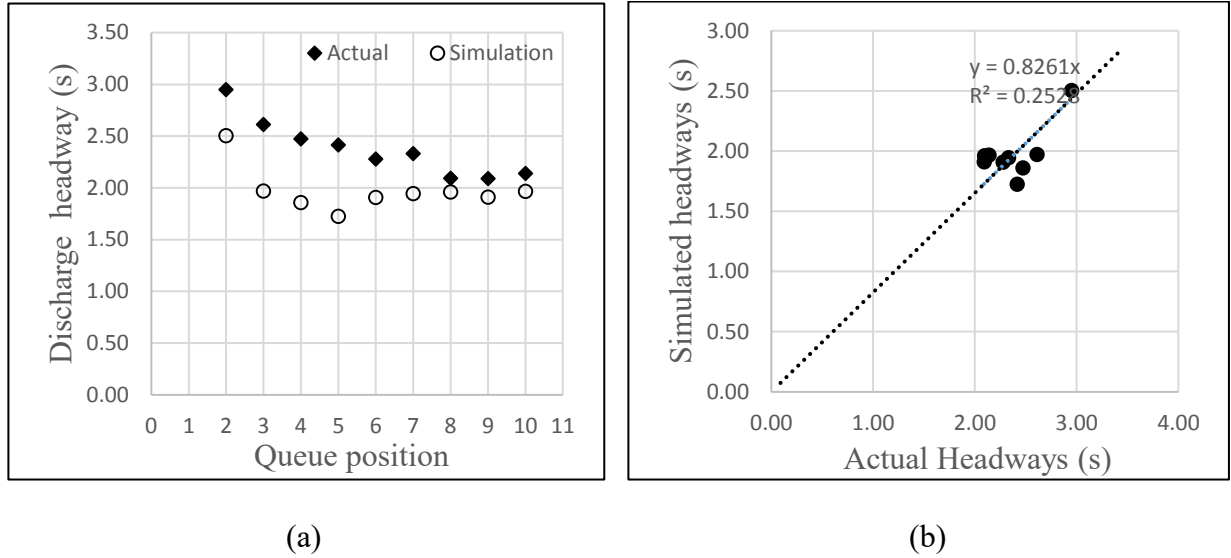 3.50
Actual
Simulation
3.00
2.50
2.00
1.50
1.00
0.50
0.00
0 1 2 3 4 5 6 7 8 9 10 11
Discharge headway (s)
Queue position
(a)
3.00
2.50
2.00
1.50
1.00
0.50
0.00
0.00 1.00 2.00 3.00 4.00
y = 0.8261x
R² = 0.2528
Simulated headways (s)
Actual Headways (s)
(b)